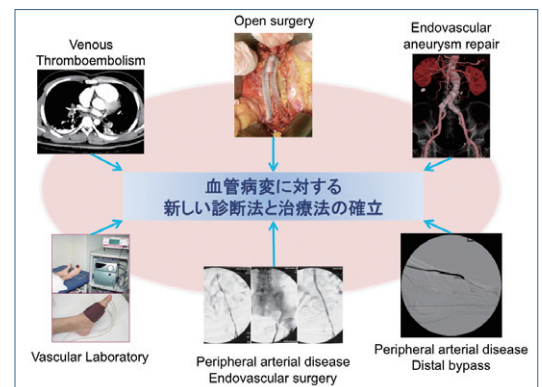 Venous
Thromboembolism
Open surgery
Endovascular
aneurysm repair
血管病変に対する
新しい診断法と治療法の確立
Vascular Laboratory
Peripheral arterial disease
Endovascular surgery
Peripheral arterial disease
Distal bypass